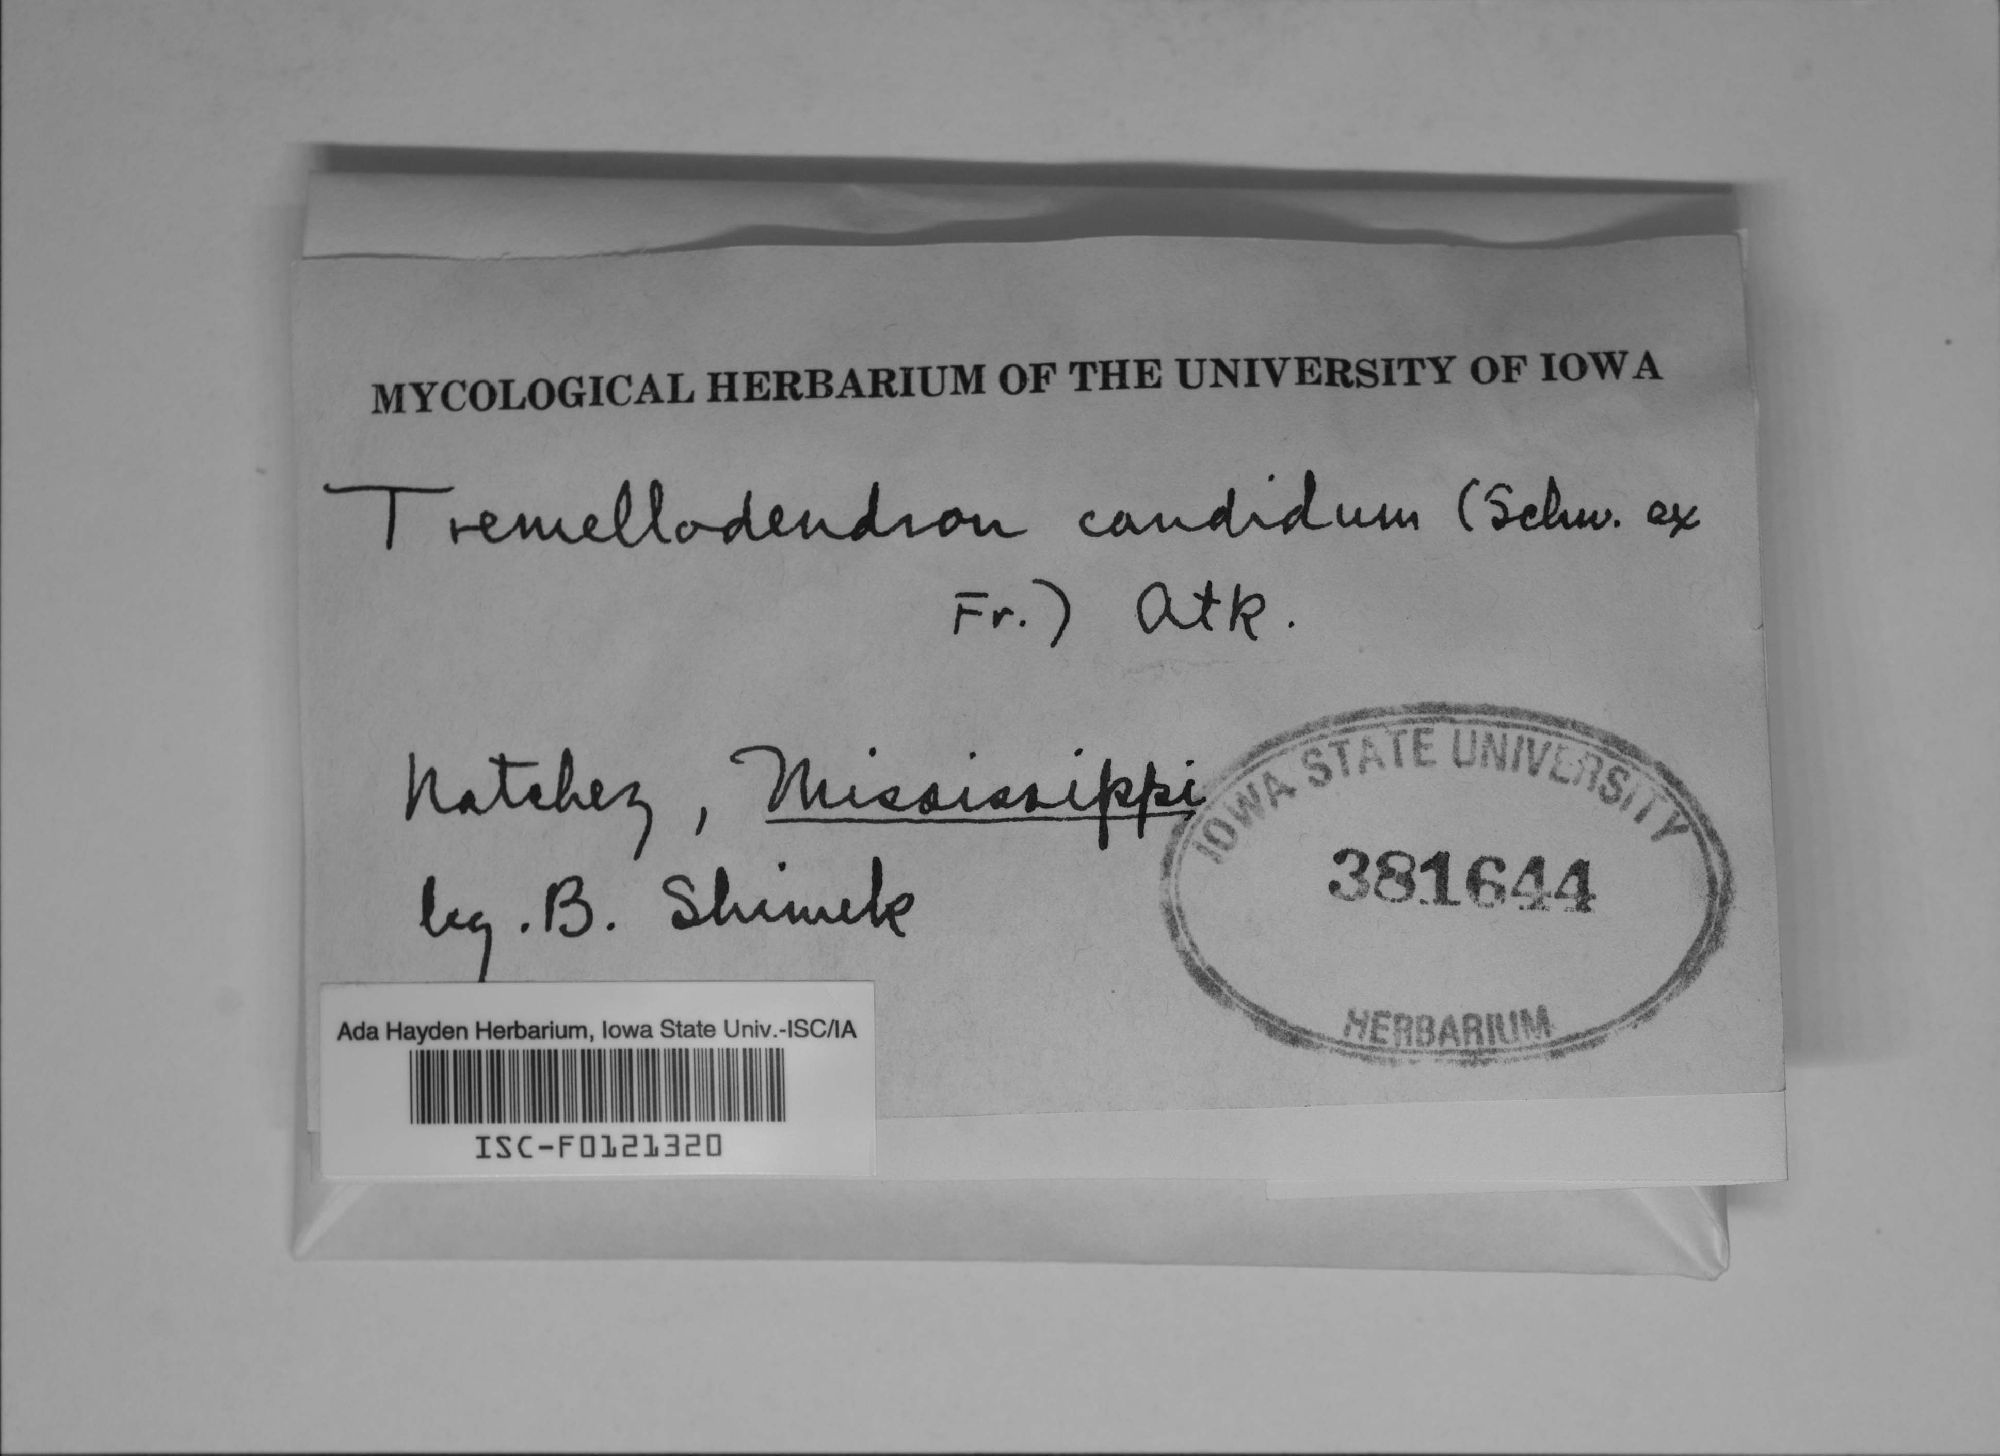 MYCOLOGICAL HERBARIUM OF THE UNIVERSITY OF IOWA
Tremellodendron candidum (Schw. ex
Fr.) Atk.
Natchez, Mississippi
leg. B. Shimek
IOWA STATE UNIVERSITY
381644
HERBARIUM
Ada Hayden Herbarium, Iowa State Univ.-ISC/IA
ISC-F0121320